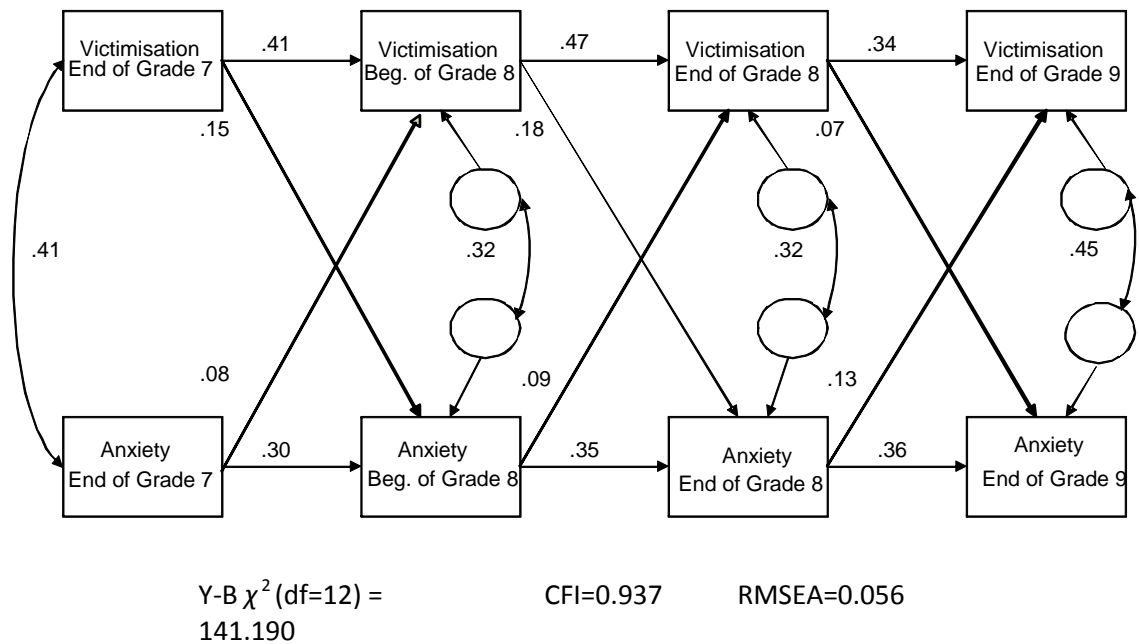 Victimisation
End of Grade 7
.41
Victimisation
Beg. of Grade 8
.47
Victimisation
End of Grade 8
.34
Victimisation
End of Grade 9
.15
.18
.07
.41
.32
.32
.45
.08
.09
.13
Anxiety
End of Grade 7
.30
Anxiety
Beg. of Grade 8
.35
Anxiety
End of Grade 8
.36
Anxiety
End of Grade 9
Y-B χ² (df=12) =
141.190
CFI=0.937
RMSEA=0.056